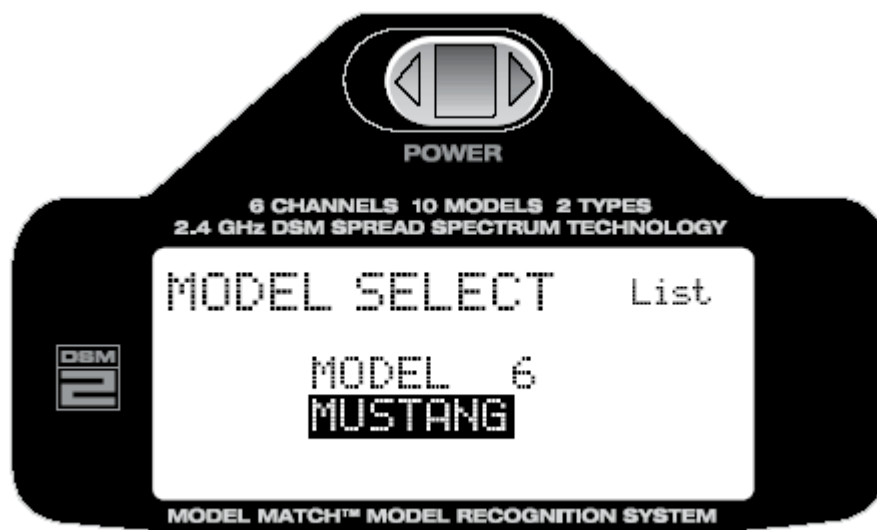 POWER
6 CHANNELS 10 MODELS 2 TYPES
2.4 GHz DSM SPREAD SPECTRUM TECHNOLOGY
MODEL SELECT List
DSM
2
MODEL 6
MUSTANG
MODEL MATCH™ MODEL RECOGNITION SYSTEM